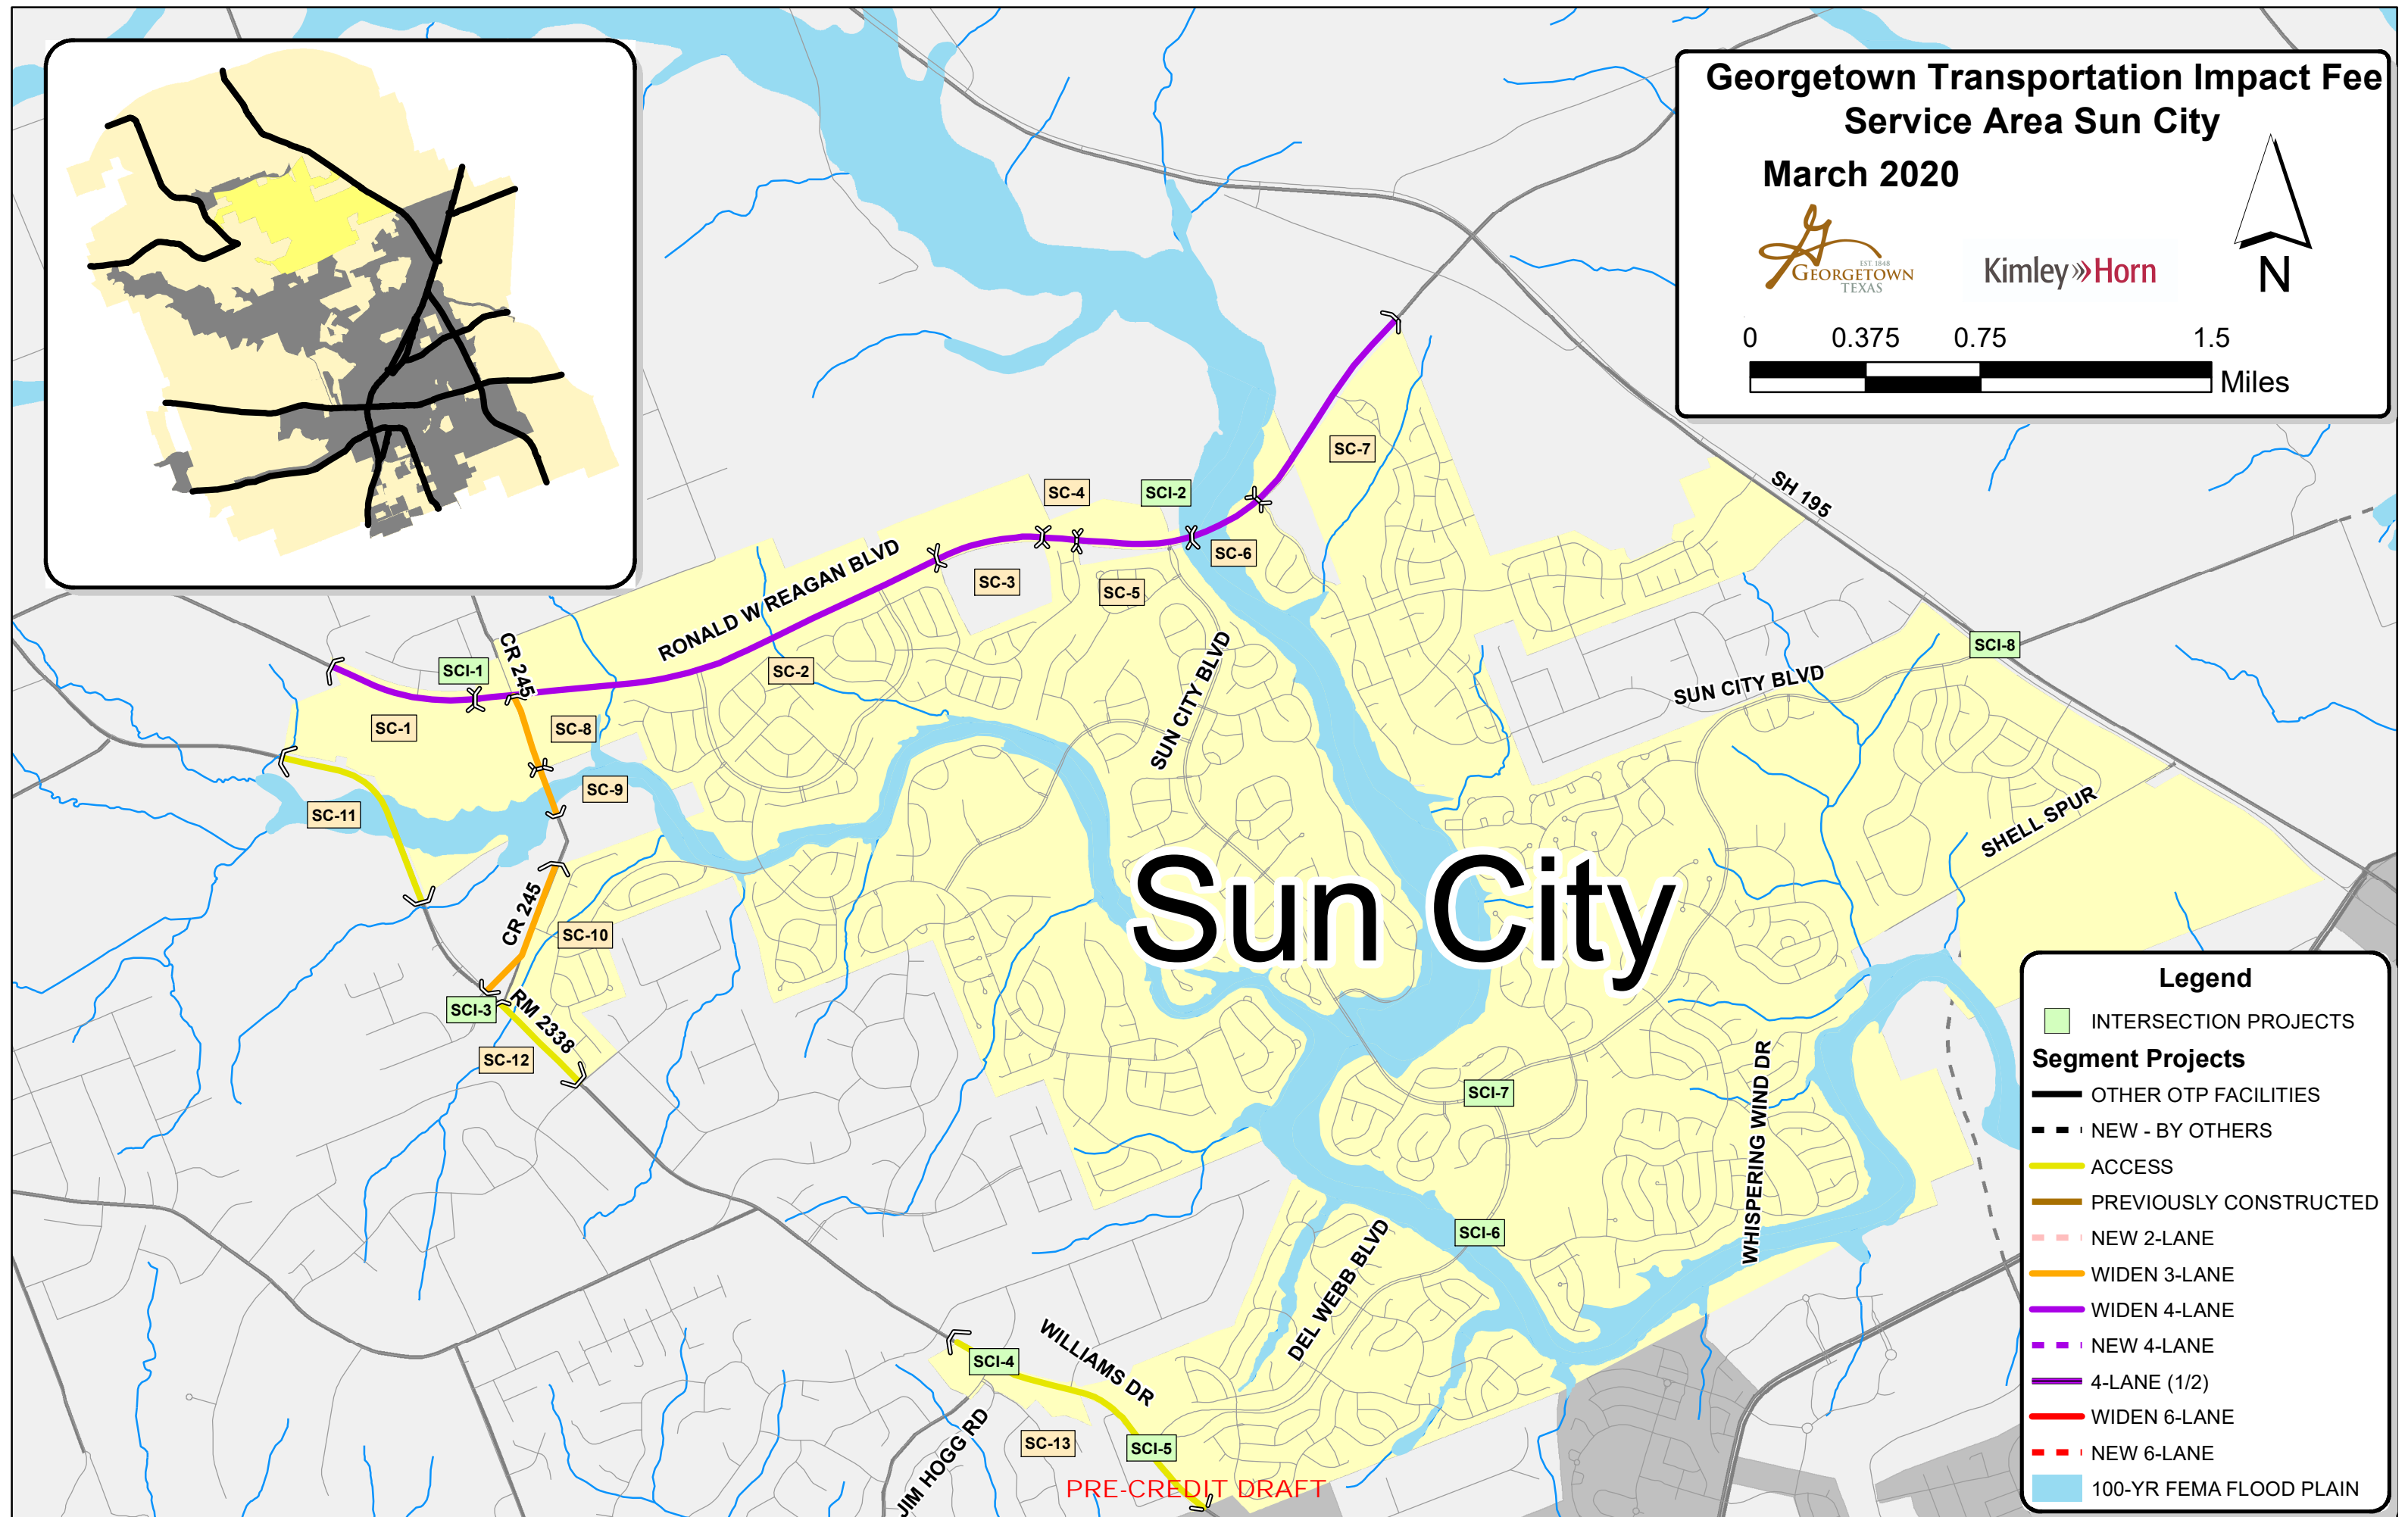 Georgetown Transportation Impact Fee
Service Area Sun City
March 2020
EST. 1848
GEORGETOWN
TEXAS
Kimley»Horn
N
0 0.375 0.75 1.5
Miles
SC-7
SC-4
SCI-2
SH 195
SC-6
RONALD W REAGAN BLVD
SC-3
SC-5
CR 245
SCI-1
SC-2
SUN CITY BLVD
SCI-8
SUN CITY BLVD
SC-1
SC-8
SC-9
SC-11
SHELL SPUR
Sun City
CR 245
SC-10
SCI-3
RM 2338
SC-12
SCI-7
WHISPERING WIND DR
SCI-6
DEL WEBB BLVD
SCI-4
WILLIAMS DR
JIM HOGG RD
SC-13
SCI-5
PRE-CREDIT DRAFT
Legend
INTERSECTION PROJECTS
Segment Projects
OTHER OTP FACILITIES
NEW - BY OTHERS
ACCESS
PREVIOUSLY CONSTRUCTED
NEW 2-LANE
WIDEN 3-LANE
WIDEN 4-LANE
NEW 4-LANE
4-LANE (1/2)
WIDEN 6-LANE
NEW 6-LANE
100-YR FEMA FLOOD PLAIN